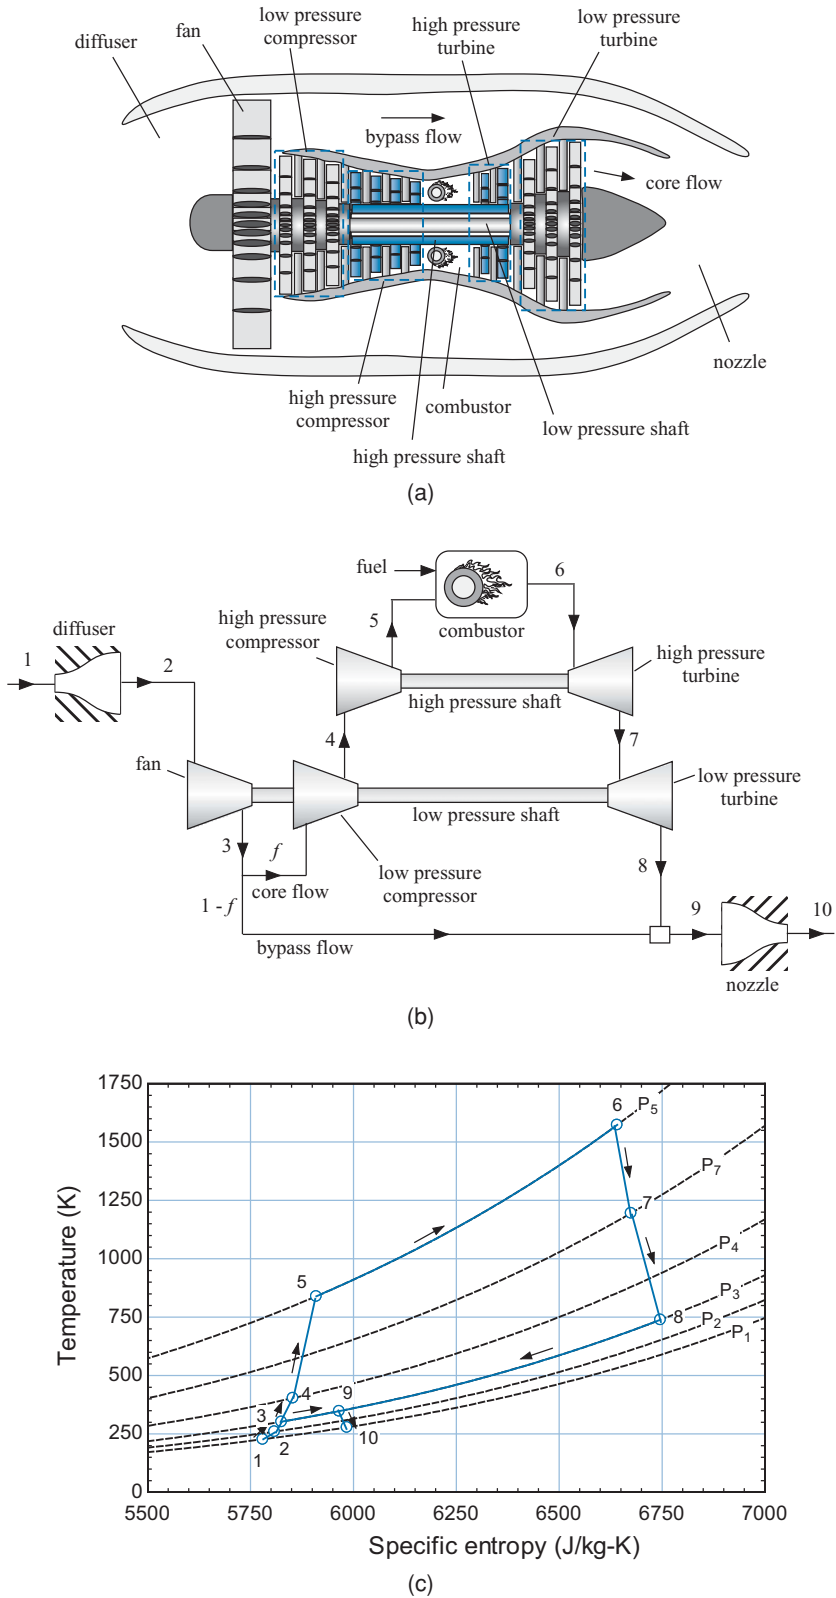 low pressure
compressor
low pressure
turbine
fan
high pressure
turbine
diffuser
bypass flow
core flow
nozzle
high pressure
compressor
combustor
low pressure shaft
high pressure shaft
(a)
fuel
6
5
combustor
high pressure
compressor
diffuser
1
2
high pressure
turbine
high pressure shaft
4
7
fan
low pressure
turbine
low pressure shaft
3
f
8
low pressure
compressor
core flow
1 - f
9
10
bypass flow
nozzle
(b)
1750
1500
1250
1000
750
500
250
0
Temperature (K)
6
P5
P7
7
P4
5
P3
8
P2
P1
4
9
3
10
2
1
5500
5750
6000
6250
6500
6750
7000
Specific entropy (J/kg-K)
(c)